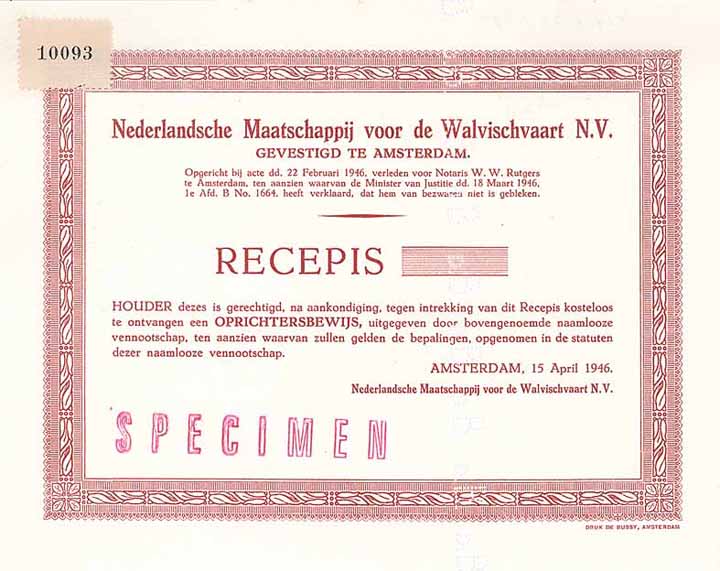 10093
Nederlandsche Maatschappij voor de Walvischvaart N.V.
GEVESTIGD TE AMSTERDAM.
Opgericht bij acte dd. 22 Februari 1946, verleden voor Notaris W. W. Rutgers
te Amsterdam, ten aanzien waarvan de Minister van Justitie dd. 18 Maart 1946,
1e Afd. B No. 1664, heeft verklaard, dat hem van bezwaren niet is gebleken.
RECEPIS
HOUDER dezes is gerechtigd, na aankondiging, tegen intrekking van dit Recepis kosteloos
te ontvangen een OPRICHTERSBEWIJS, uitgegeven door bovengenoemde naamlooze
vennootschap, ten aanzien waarvan zullen gelden de bepalingen, opgenomen in de statuten
dezer naamlooze vennootschap.
AMSTERDAM, 15 April 1946.
Nederlandsche Maatschappij voor de Walvischvaart N.V.
SPECIMEN
DRUK DE BUSSY, AMSTERDAM